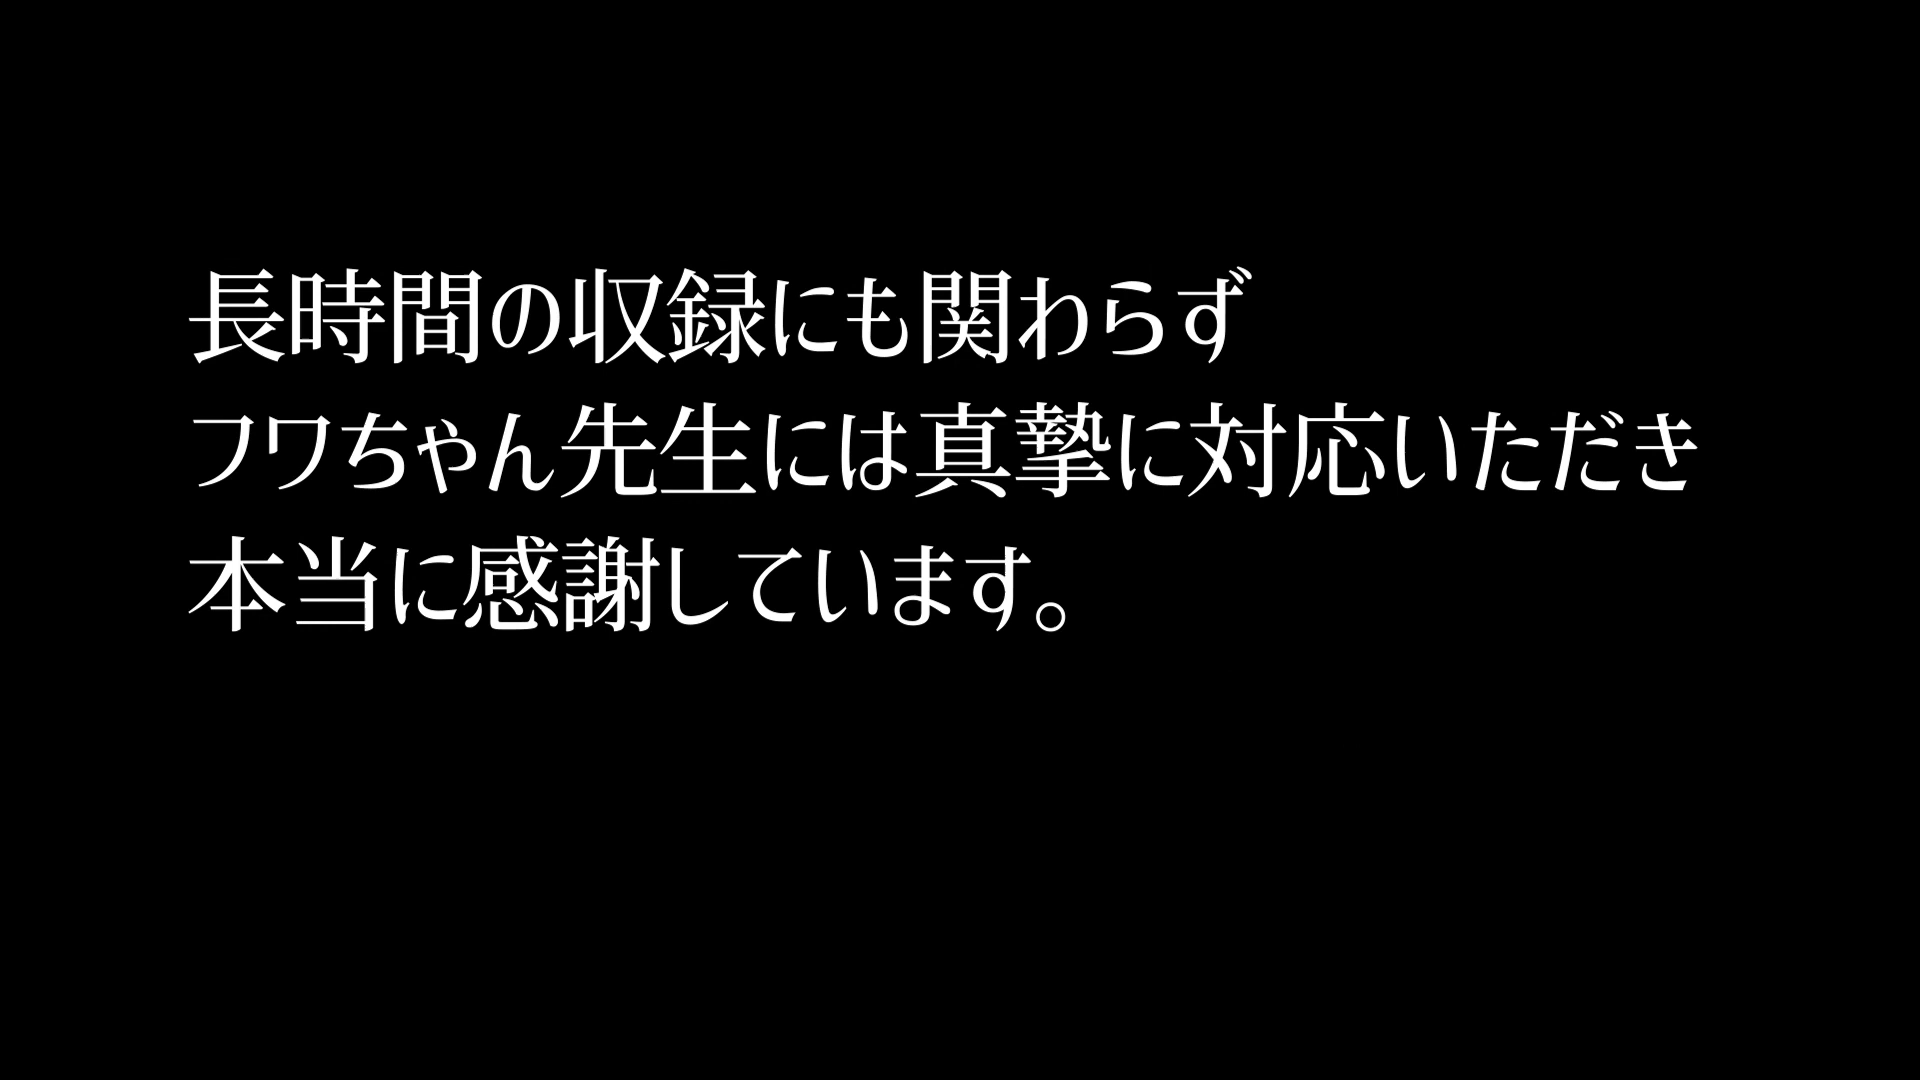 長時間の収録にも関わらず
フワちゃん先生には真摯に対応いただき
本当に感謝しています。